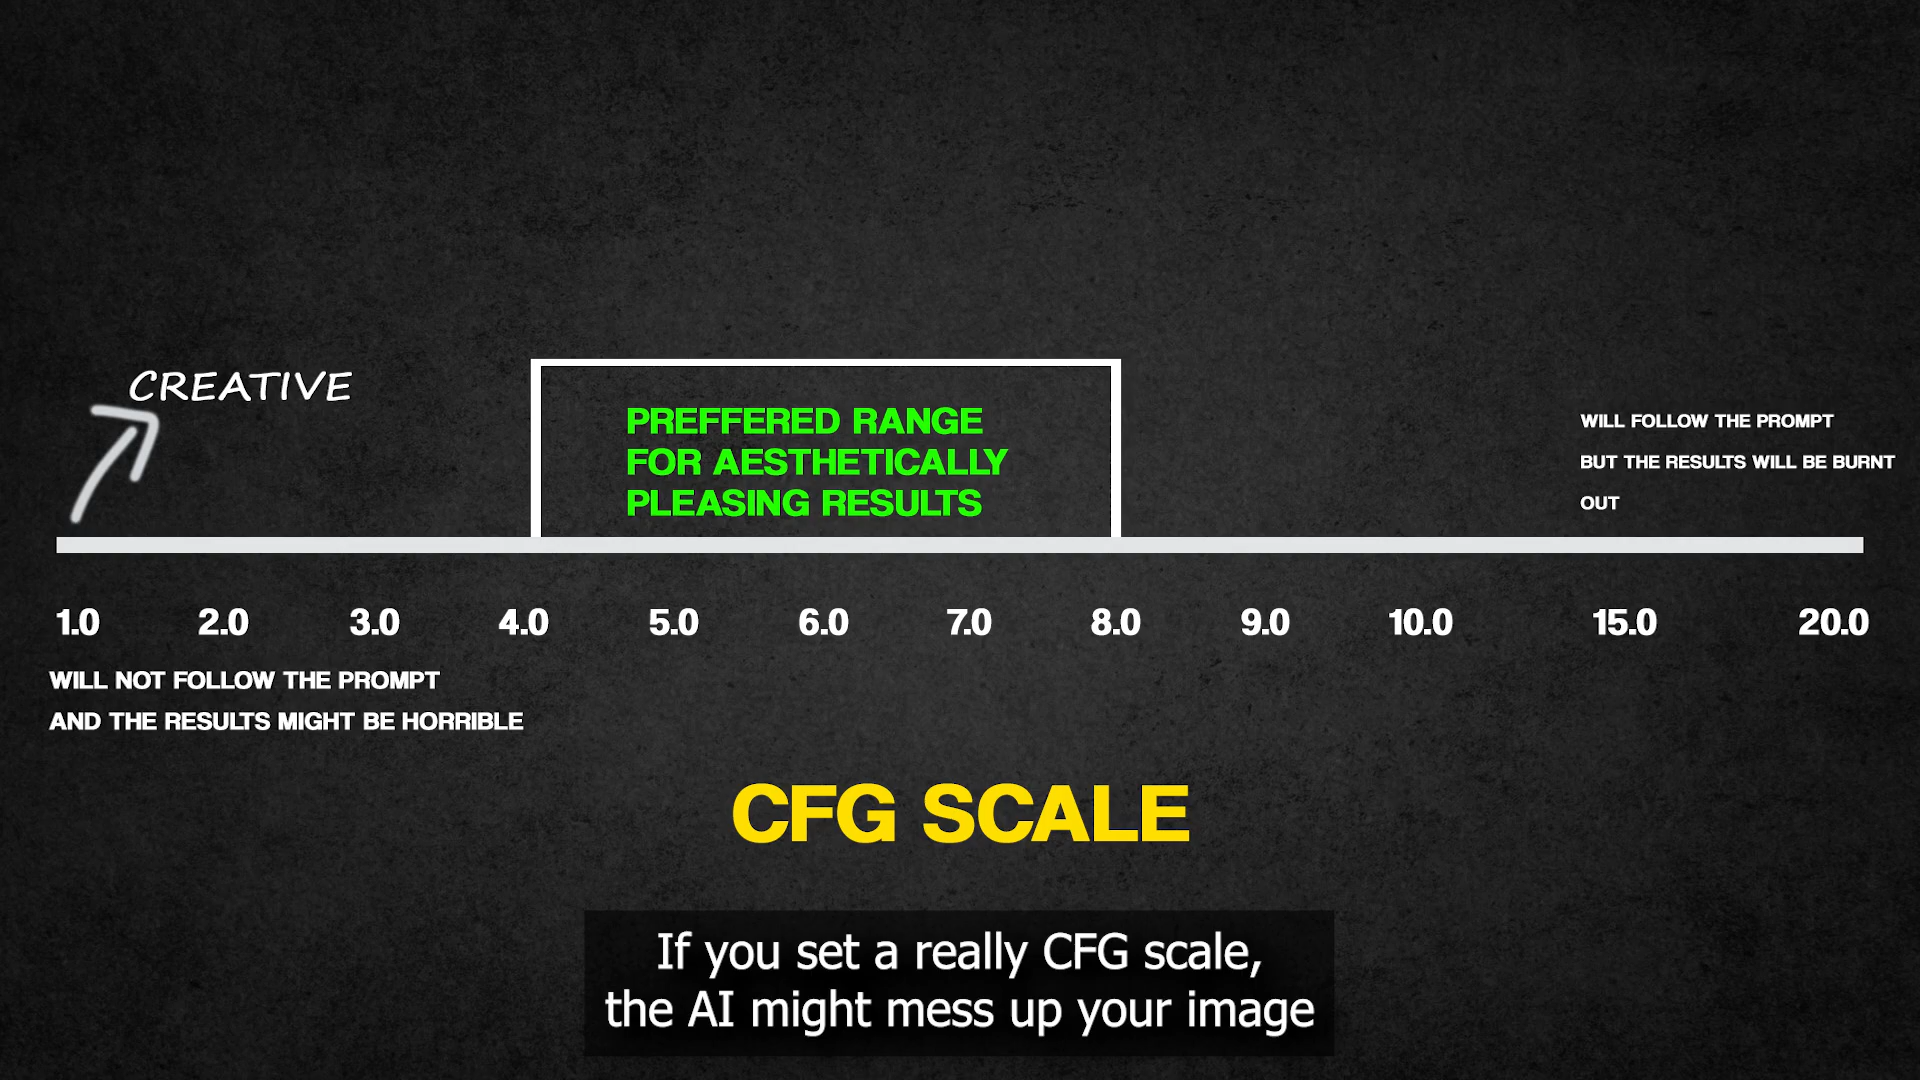 CREATIVE
PREFFERED RANGE
FOR AESTHETICALLY
PLEASING RESULTS
WILL FOLLOW THE PROMPT
BUT THE RESULTS WILL BE BURNT
OUT
1.0 2.0 3.0 4.0 5.0 6.0 7.0 8.0 9.0 10.0 15.0 20.0
WILL NOT FOLLOW THE PROMPT
AND THE RESULTS MIGHT BE HORRIBLE
CFG SCALE
If you set a really CFG scale,
the AI might mess up your image